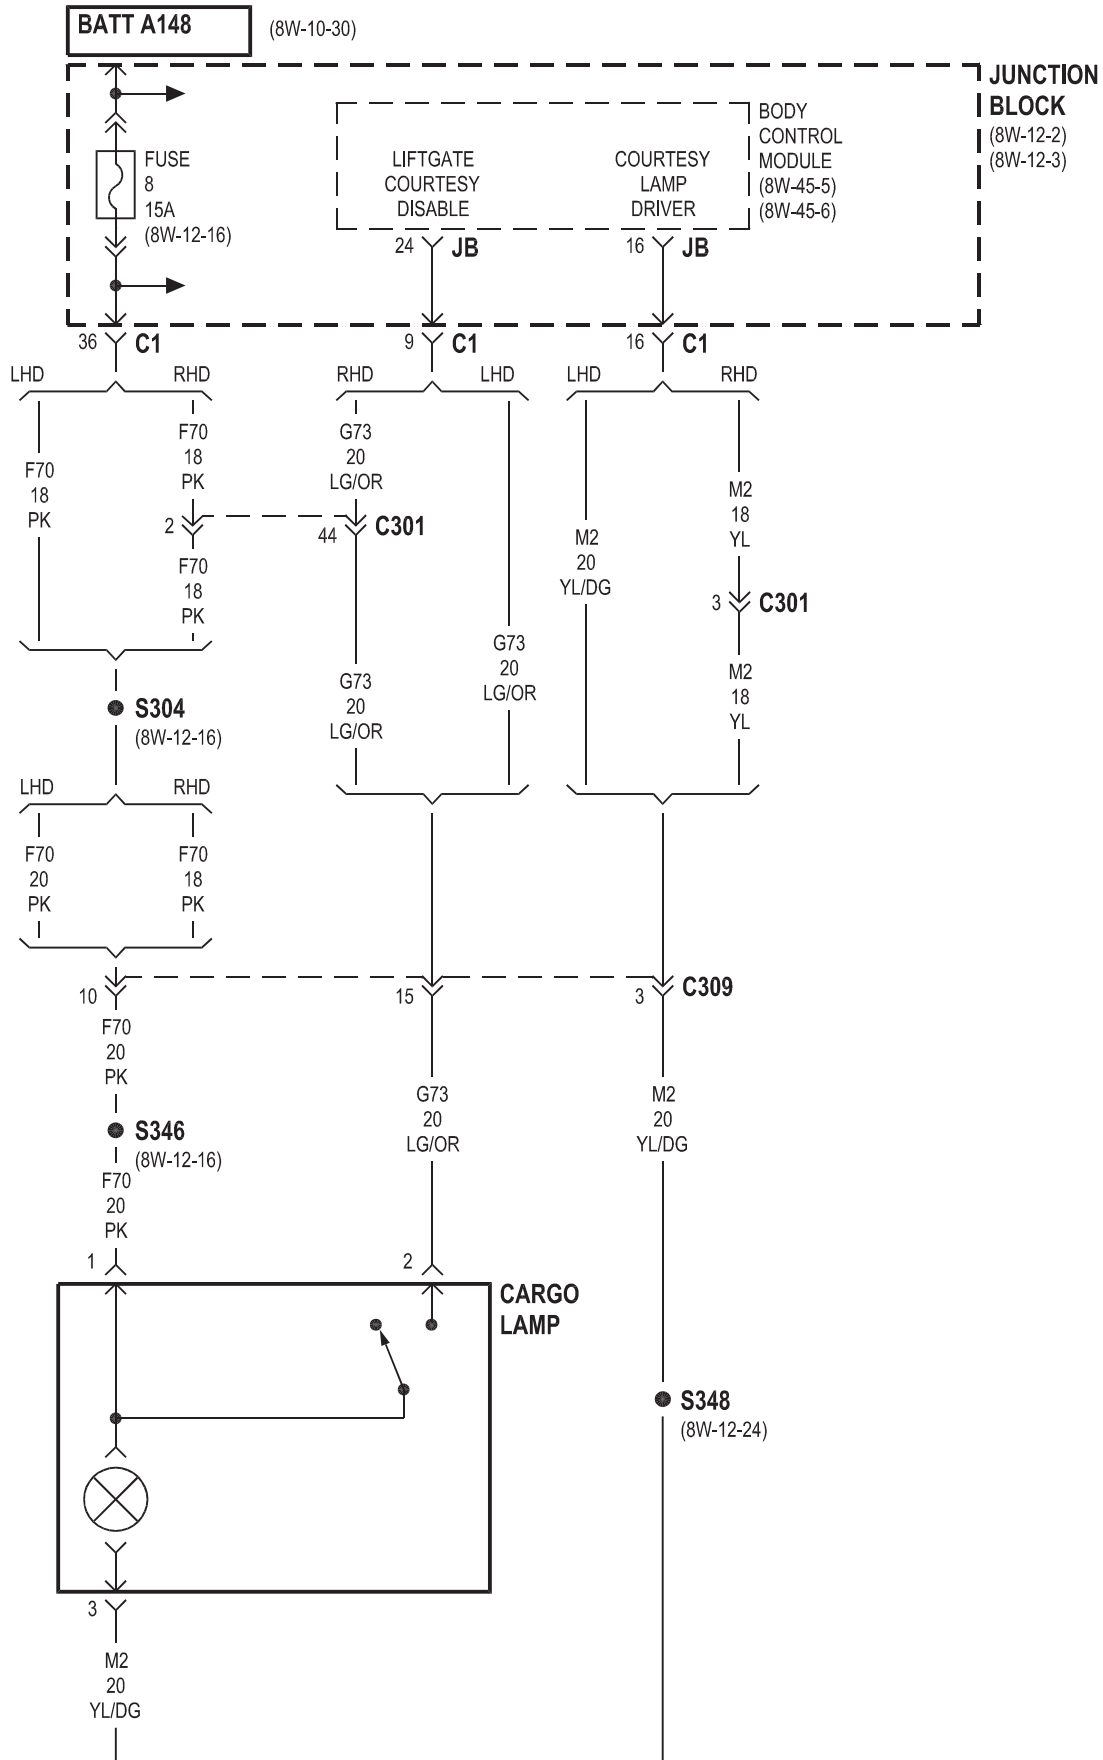 BATT A148
(8W-10-30)
JUNCTION
BLOCK
(8W-12-2)
(8W-12-3)
FUSE
8
15A
(8W-12-16)
LIFTGATE
COURTESY
DISABLE
COURTESY
LAMP
DRIVER
BODY
CONTROL
MODULE
(8W-45-5)
(8W-45-6)
24 JB
16 JB
36 C1
9 C1
16 C1
LHD RHD
RHD LHD
LHD RHD
F70
18
PK
F70
18
PK
G73
20
LG/OR
2
44 C301
F70
18
PK
G73
20
LG/OR
G73
20
LG/OR
M2
20
YL/DG
M2
18
YL
3 C301
M2
18
YL
S304
(8W-12-16)
LHD RHD
F70
20
PK
F70
18
PK
10
15
3 C309
F70
20
PK
G73
20
LG/OR
M2
20
YL/DG
S346
(8W-12-16)
F70
20
PK
1
2
CARGO
LAMP
S348
(8W-12-24)
3
M2
20
YL/DG